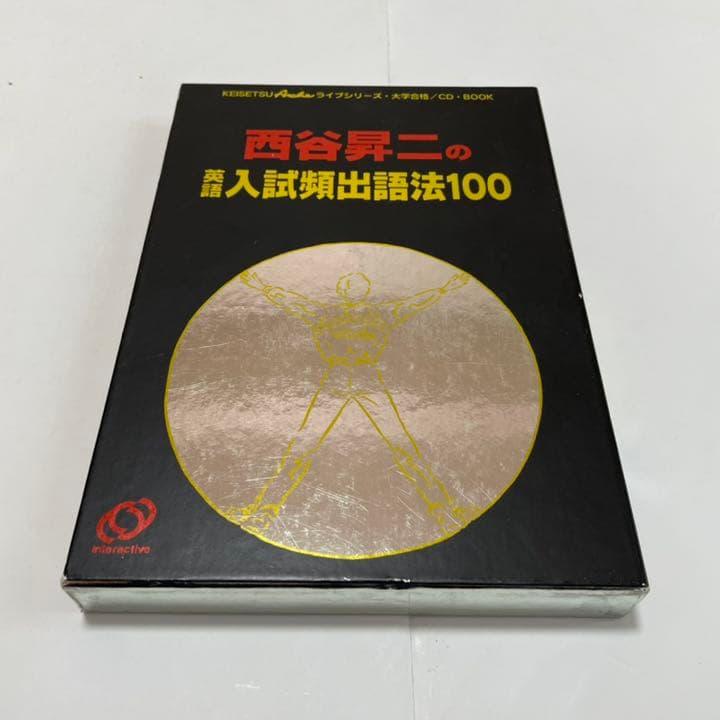 KEISETSU Arche ライブシリーズ・大学合格/CD・BOOK
西谷昇二の
英語入試頻出語法100
interactive